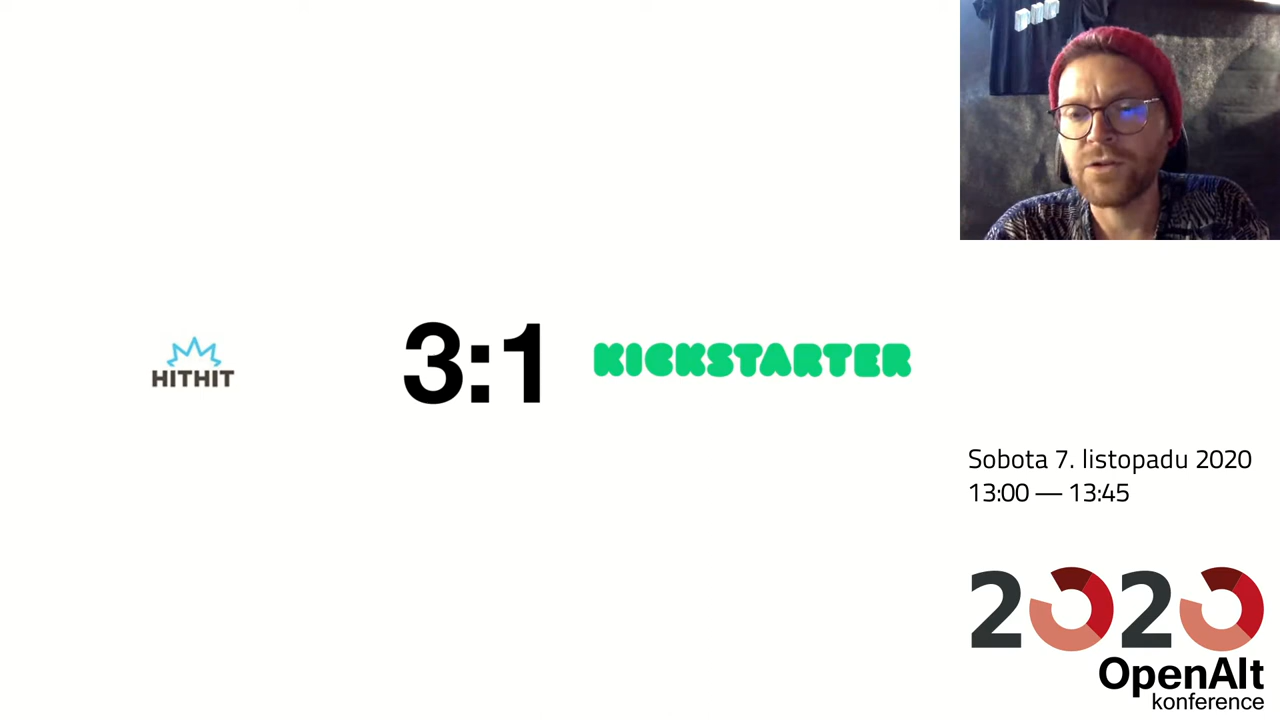 HITHIT
3:1
KICKSTARTER
Sobota 7. listopadu 2020
13:00 — 13:45
2020
OpenAlt
konference